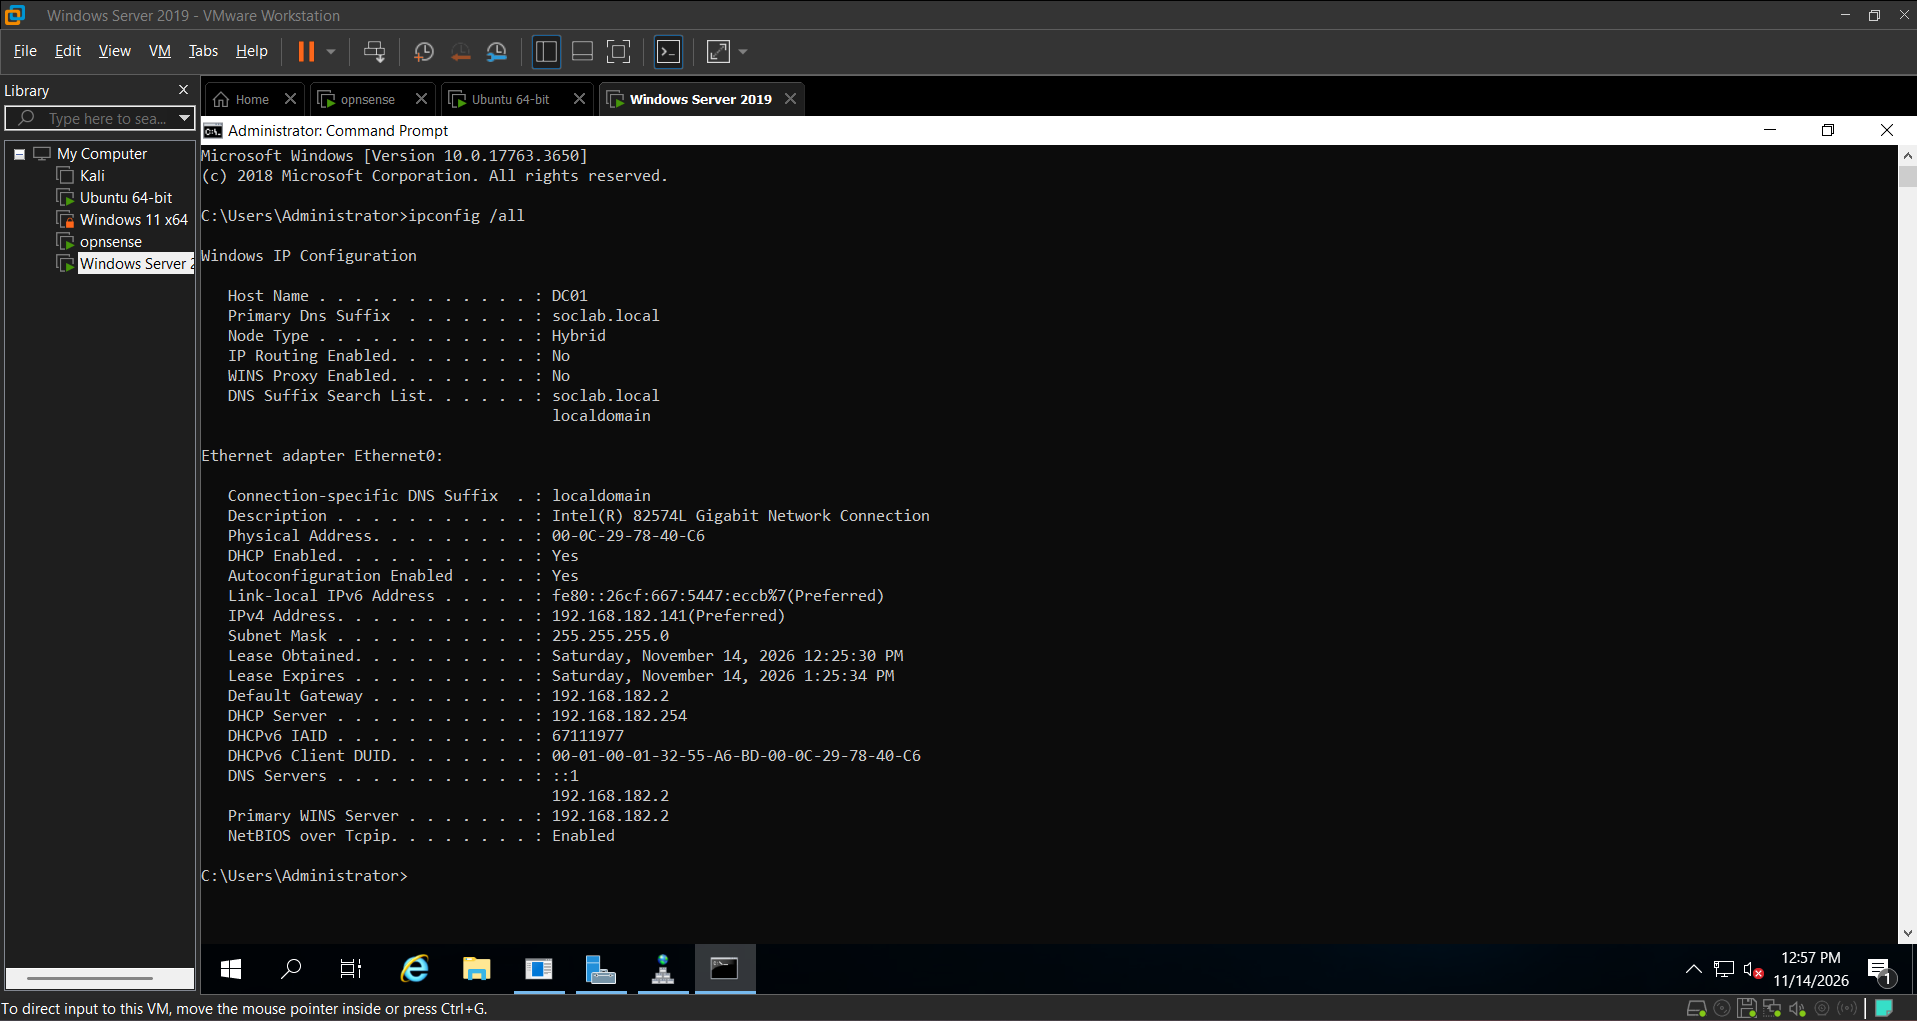 Windows Server 2019 - VMware Workstation
File Edit View VM Tabs Help
Library
Type here to sea...
My Computer
Kali
Ubuntu 64-bit
Windows 11 x64
opnsense
Windows Server 2
Home opnsense Ubuntu 64-bit Windows Server 2019
Administrator: Command Prompt
Microsoft Windows [Version 10.0.17763.3650]
(c) 2018 Microsoft Corporation. All rights reserved.
C:\Users\Administrator>ipconfig /all
Windows IP Configuration
Host Name . . . . . . . . . . . . : DC01
Primary Dns Suffix  . . . . . . . : soclab.local
Node Type . . . . . . . . . . . . : Hybrid
IP Routing Enabled. . . . . . . . : No
WINS Proxy Enabled. . . . . . . . : No
DNS Suffix Search List. . . . . . : soclab.local
localdomain
Ethernet adapter Ethernet0:
Connection-specific DNS Suffix  . : localdomain
Description . . . . . . . . . . . : Intel(R) 82574L Gigabit Network Connection
Physical Address. . . . . . . . . : 00-0C-29-78-40-C6
DHCP Enabled. . . . . . . . . . . : Yes
Autoconfiguration Enabled . . . . : Yes
Link-local IPv6 Address . . . . . : fe80::26cf:667:5447:eccb%7(Preferred)
IPv4 Address. . . . . . . . . . . : 192.168.182.141(Preferred)
Subnet Mask . . . . . . . . . . . : 255.255.255.0
Lease Obtained. . . . . . . . . . : Saturday, November 14, 2026 12:25:30 PM
Lease Expires . . . . . . . . . . : Saturday, November 14, 2026 1:25:34 PM
Default Gateway . . . . . . . . . : 192.168.182.2
DHCP Server . . . . . . . . . . . : 192.168.182.254
DHCPv6 IAID . . . . . . . . . . . : 67111977
DHCPv6 Client DUID. . . . . . . . : 00-01-00-01-32-55-A6-BD-00-0C-29-78-40-C6
DNS Servers . . . . . . . . . . . : ::1
192.168.182.2
Primary WINS Server . . . . . . . : 192.168.182.2
NetBIOS over Tcpip. . . . . . . . : Enabled
C:\Users\Administrator>
12:57 PM
11/14/2026
1
To direct input to this VM, move the mouse pointer inside or press Ctrl+G.